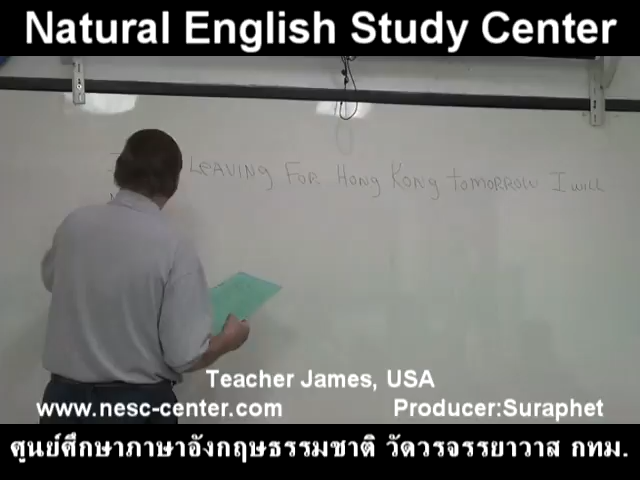 Natural English Study Center
LEAVING FOR HONG KONG TOMORROW I WILL
Teacher James, USA
www.nesc-center.com
Producer:Suraphet
ศูนย์ศึกษาภาษาอังกฤษธรรมชาติ วัดวรจรรยาวาส กทม.